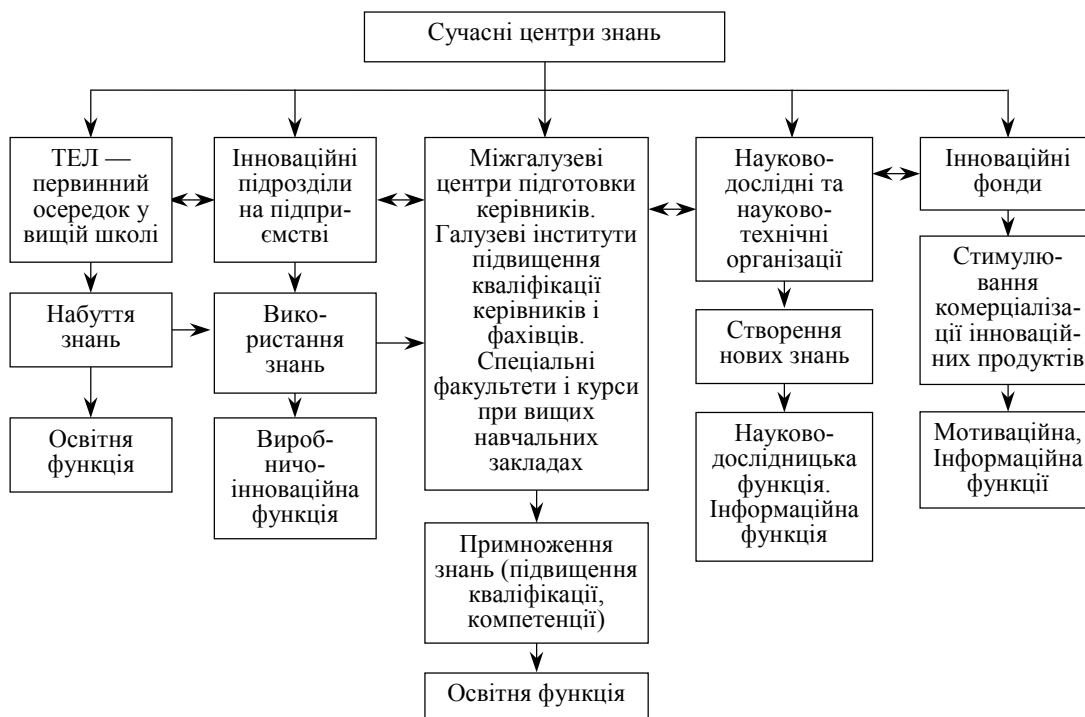 Сучасні центри знань
ТЕЛ —
первинний
осередок у
вищій школі
Інноваційні
підрозділи
на підпри-
ємстві
Міжгалузеві
центри підготовки
керівників.
Галузеві інститути
підвищення
кваліфікації
керівників і
фахівців.
Спеціальні
факультети і курси
при вищих
навчальних
закладах
Науково-
дослідні та
науково-
технічні
організації
Інноваційні
фонди
Набуття
знань
Вико-
ристання
знань
Створення
нових знань
Стимулю-
вання
комерціаліза-
ції інновацій-
них продуктів
Освітня
функція
Вироб-
ничо-
інноваційна
функція
Науково-
дослідницька
функція.
Інформаційна
функція
Мотиваційна,
Інформаційна
функції
Примноження
знань (підвищення
кваліфікації,
компетенції)
Освітня функція